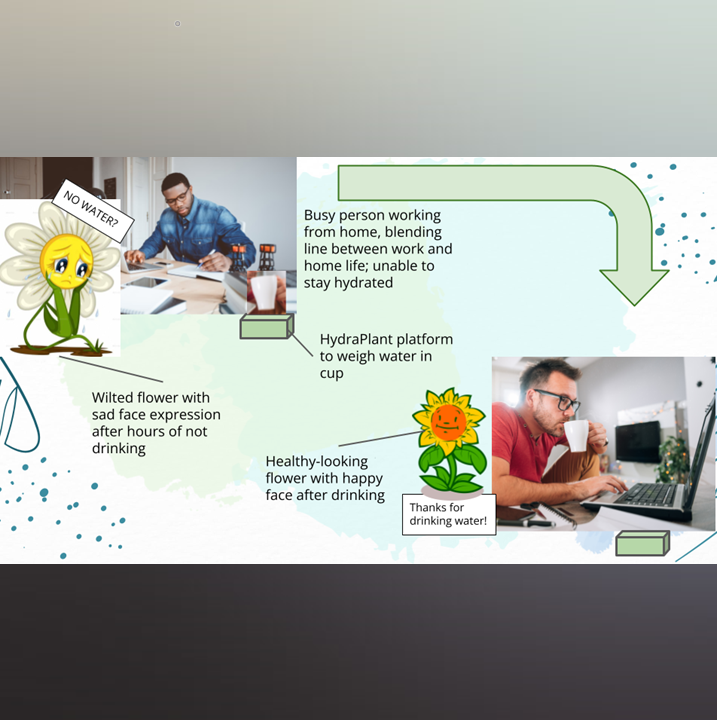 NO WATER?
Busy person working
from home, blending
line between work and
home life; unable to
stay hydrated
HydraPlant platform
to weigh water in
cup
Wilted flower with
sad face expression
after hours of not
drinking
Healthy-looking
flower with happy
face after drinking
Thanks for
drinking water!